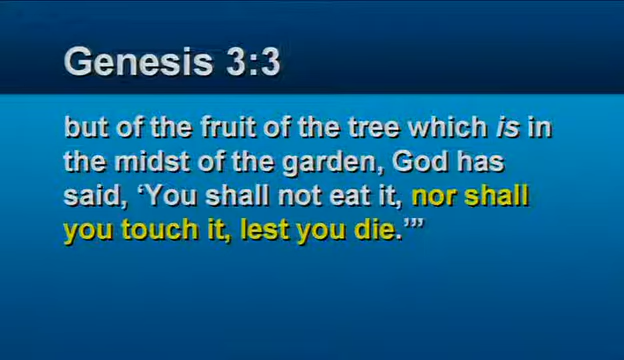 Genesis 3:3
but of the fruit of the tree which is in
the midst of the garden, God has
said, ‘You shall not eat it, nor shall
you touch it, lest you die.’”